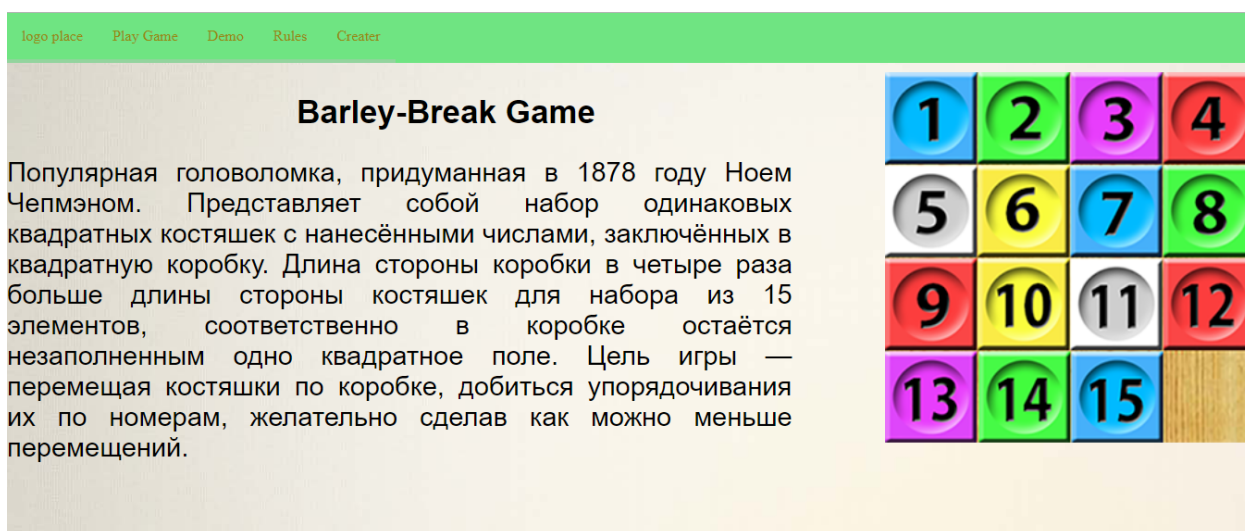 logo place Play Game Demo Rules Creater
Barley-Break Game
Популярная головоломка, придуманная в 1878 году Ноем
Чепмэном. Представляет собой набор одинаковых
квадратных костяшек с нанесёнными числами, заключённых в
квадратную коробку. Длина стороны коробки в четыре раза
больше длины стороны костяшек для набора из 15
элементов, соответственно в коробке остаётся
незаполненным одно квадратное поле. Цель игры —
перемещая костяшки по коробке, добиться упорядочивания
их по номерам, желательно сделав как можно меньше
перемещений.
1 2 3 4
5 6 7 8
9 10 11 12
13 14 15